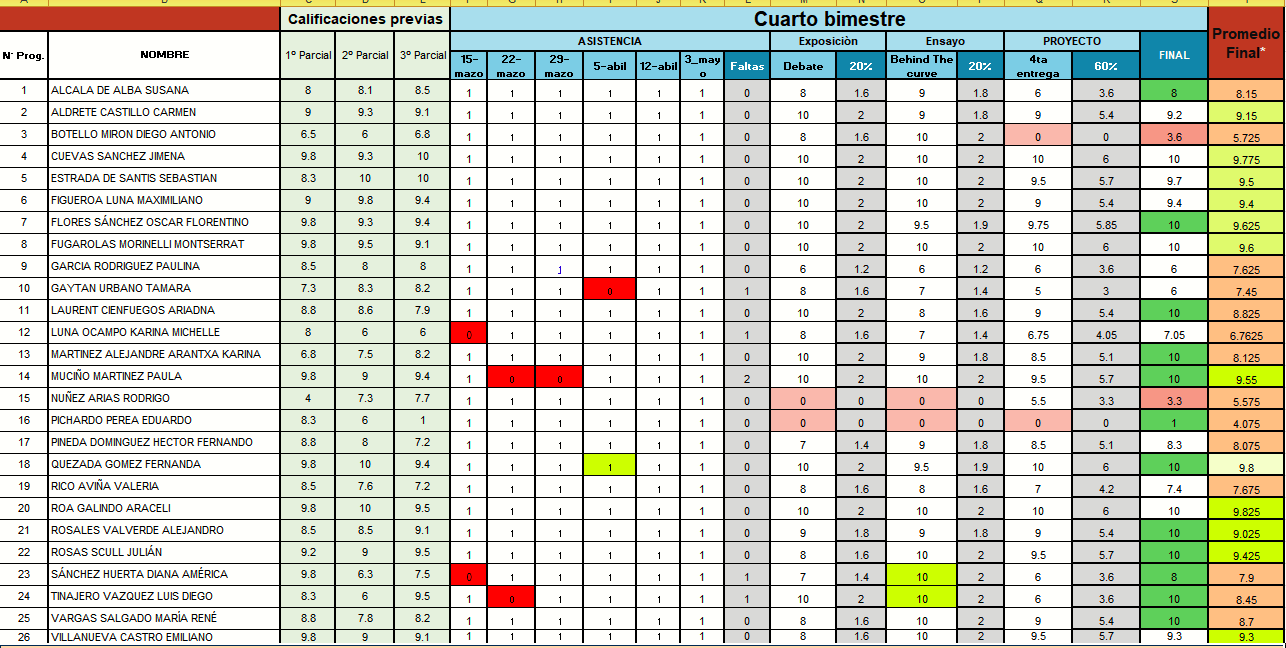 Calificaciones previas Cuarto bimestre Promedio Final*
N° Prog. NOMBRE 1º Parcial 2º Parcial 3º Parcial ASISTENCIA Exposiciòn Ensayo PROYECTO FINAL
15-mazo 22-mazo 29-mazo 5-abil 12-abil 3_mayo Faltas Debate 20% Behind The curve 20% 4ta entrega 60%
1 ALCALA DE ALBA SUSANA 8 8.1 8.5 1 1 1 1 1 1 0 8 1.6 9 1.8 6 3.6 8 8.15
2 ALDRETE CASTILLO CARMEN 9 9.3 9.1 1 1 1 1 1 1 0 10 2 9 1.8 9 5.4 9.2 9.15
3 BOTELLO MIRON DIEGO ANTONIO 6.5 6 6.8 1 1 1 1 1 1 0 8 1.6 10 2 0 0 3.6 5.725
4 CUEVAS SANCHEZ JIMENA 9.8 9.3 10 1 1 1 1 1 1 0 10 2 10 2 10 6 10 9.775
5 ESTRADA DE SANTIS SEBASTIAN 8.3 10 10 1 1 1 1 1 1 0 10 2 10 2 9.5 5.7 9.7 9.5
6 FIGUEROA LUNA MAXIMILIANO 9 9.8 9.4 1 1 1 1 1 1 0 10 2 10 2 9 5.4 9.4 9.4
7 FLORES SÁNCHEZ OSCAR FLORENTINO 9.8 9.3 9.4 1 1 1 1 1 1 0 10 2 9.5 1.9 9.75 5.85 10 9.625
8 FUGAROLAS MORINELLI MONTSERRAT 9.8 9.5 9.1 1 1 1 1 1 1 0 10 2 10 2 10 6 10 9.6
9 GARCIA RODRIGUEZ PAULINA 8.5 8 8 1 1 1 1 1 1 0 6 1.2 6 1.2 6 3.6 6 7.625
10 GAYTAN URBANO TAMARA 7.3 8.3 8.2 1 1 1 0 1 1 1 8 1.6 7 1.4 5 3 6 7.45
11 LAURENT CIENFUEGOS ARIADNA 8.8 8.6 7.9 1 1 1 1 1 1 0 10 2 8 1.6 9 5.4 10 8.825
12 LUNA OCAMPO KARINA MICHELLE 8 6 6 0 1 1 1 1 1 1 8 1.6 7 1.4 6.75 4.05 7.05 6.7625
13 MARTINEZ ALEJANDRE ARANTXA KARINA 6.8 7.5 8.2 1 1 1 1 1 1 0 10 2 9 1.8 8.5 5.1 10 8.125
14 MUCIÑO MARTINEZ PAULA 9.8 9 9.4 1 0 0 1 1 1 2 10 2 10 2 9.5 5.7 10 9.55
15 NUÑEZ ARIAS RODRIGO 4 7.3 7.7 1 1 1 1 1 1 0 0 0 0 0 5.5 3.3 3.3 5.575
16 PICHARDO PEREA EDUARDO 8.3 6 1 1 1 1 1 1 1 0 0 0 0 0 0 0 1 4.075
17 PINEDA DOMINGUEZ HECTOR FERNANDO 8.8 8 7.2 1 1 1 1 1 1 0 7 1.4 9 1.8 8.5 5.1 8.3 8.075
18 QUEZADA GOMEZ FERNANDA 9.8 10 9.4 1 1 1 1 1 1 0 10 2 9.5 1.9 10 6 10 9.8
19 RICO AVIÑA VALERIA 8.5 7.6 7.2 1 1 1 1 1 1 0 8 1.6 8 1.6 7 4.2 7.4 7.675
20 ROA GALINDO ARACELI 9.8 10 9.5 1 1 1 1 1 1 0 10 2 10 2 10 6 10 9.825
21 ROSALES VALVERDE ALEJANDRO 8.5 8.5 9.1 1 1 1 1 1 1 0 9 1.8 9 1.8 9 5.4 10 9.025
22 ROSAS SCULL JULIÁN 9.2 9 9.5 1 1 1 1 1 1 0 8 1.6 10 2 9.5 5.7 10 9.425
23 SÁNCHEZ HUERTA DIANA AMÉRICA 9.8 6.3 7.5 0 1 1 1 1 1 1 7 1.4 10 2 6 3.6 8 7.9
24 TINAJERO VAZQUEZ LUIS DIEGO 8.3 6 9.5 1 0 1 1 1 1 1 10 2 10 2 6 3.6 10 8.45
25 VARGAS SALGADO MARÍA RENÉ 8.8 7.8 8.2 1 1 1 1 1 1 0 8 1.6 10 2 9 5.4 10 8.7
26 VILLANUEVA CASTRO EMILIANO 9.8 9 9.1 1 1 1 1 1 1 0 8 1.6 10 2 9.5 5.7 9.3 9.3